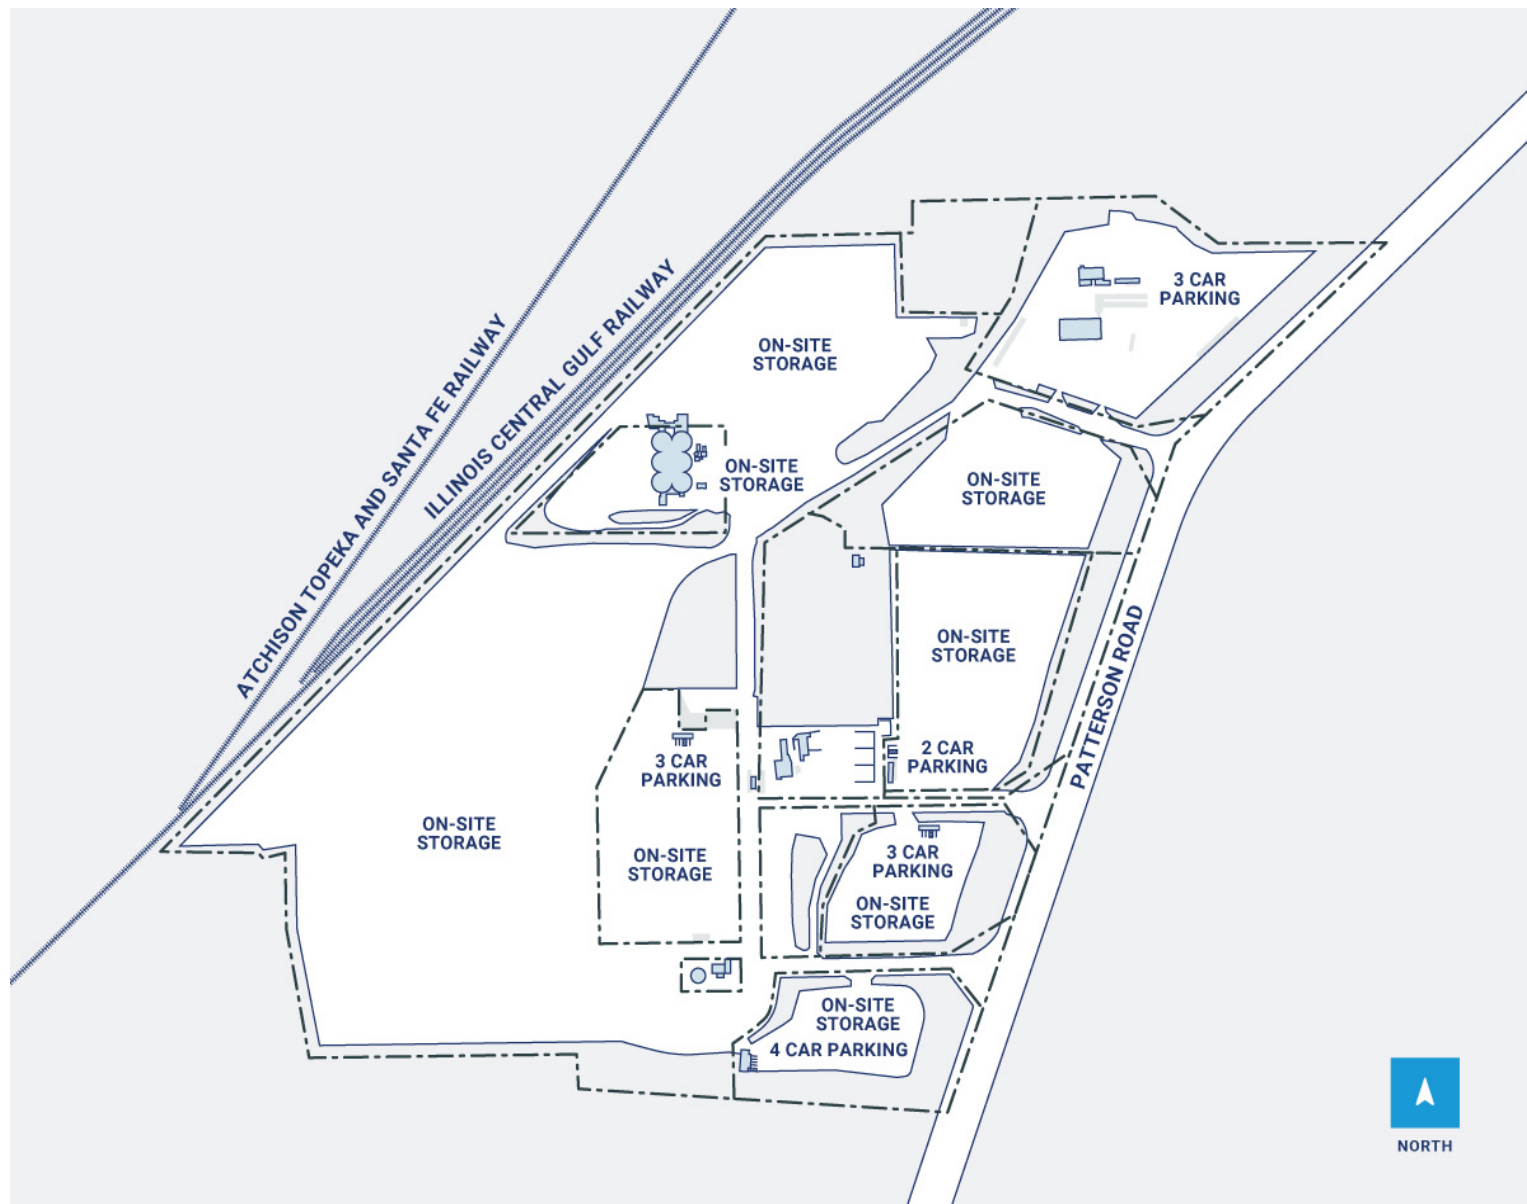 3 CAR
PARKING
ATCHISON TOPEKA AND SANTA FE RAILWAY
ILLINOIS CENTRAL GULF RAILWAY
ON-SITE
STORAGE
ON-SITE
STORAGE
ON-SITE
STORAGE
ON-SITE
STORAGE
PATTERSON ROAD
3 CAR
PARKING
2 CAR
PARKING
ON-SITE
STORAGE
ON-SITE
STORAGE
3 CAR
PARKING
ON-SITE
STORAGE
ON-SITE
STORAGE
4 CAR PARKING
NORTH